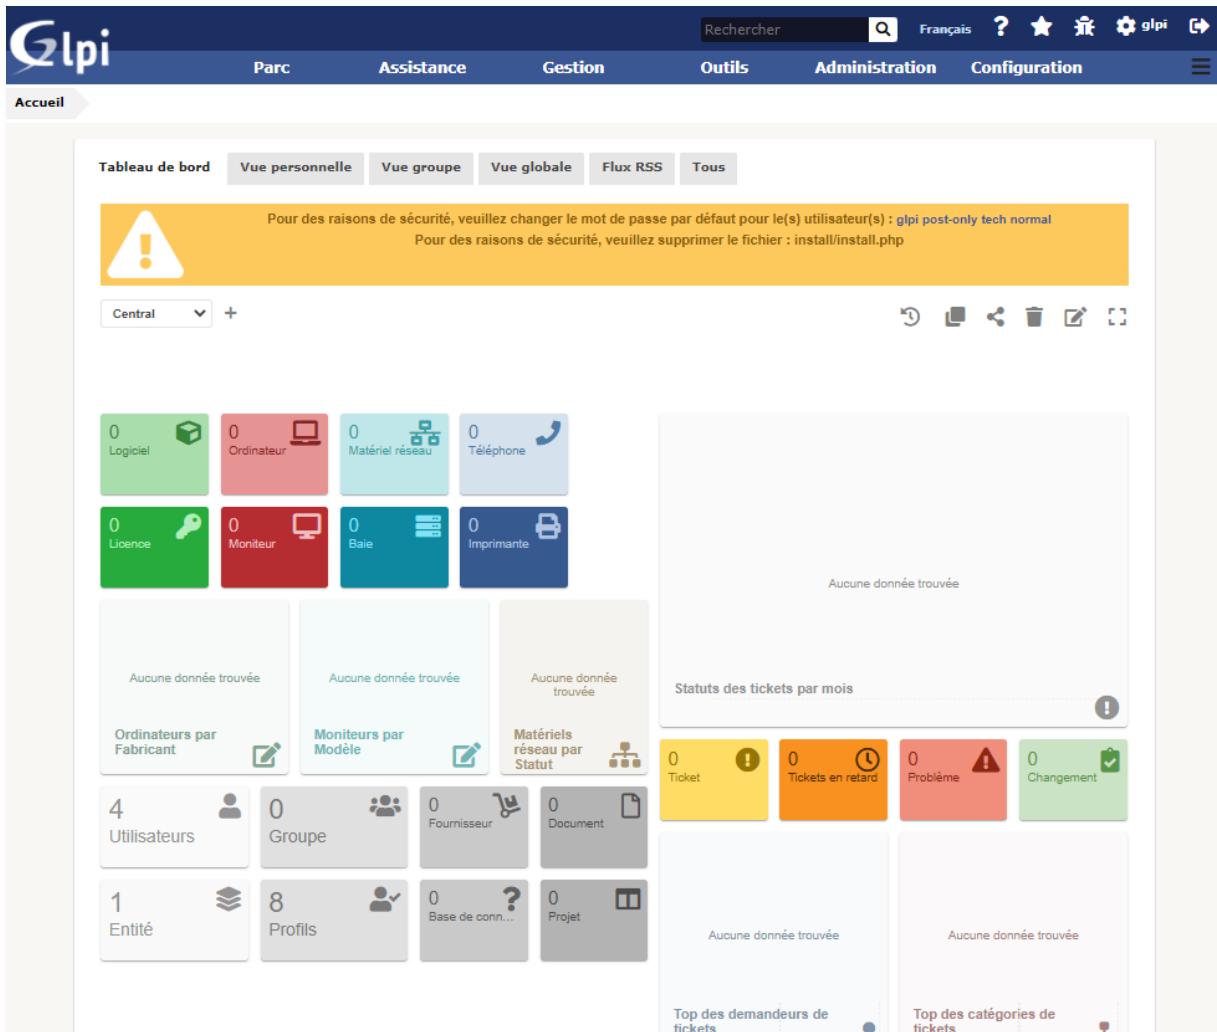 Glpi
Rechercher
Français
glpi
Parc
Assistance
Gestion
Outils
Administration
Configuration
Accueil
Tableau de bord
Vue personnelle
Vue groupe
Vue globale
Flux RSS
Tous
Pour des raisons de sécurité, veuillez changer le mot de passe par défaut pour le(s) utilisateur(s) : glpi post-only tech normal
Pour des raisons de sécurité, veuillez supprimer le fichier : install/install.php
Central
0
Logiciel
0
Ordinateur
0
Matériel réseau
0
Téléphone
0
Licence
0
Moniteur
0
Baie
0
Imprimante
Aucune donnée trouvée
Statuts des tickets par mois
Aucune donnée trouvée
Ordinateurs par
Fabricant
Aucune donnée trouvée
Moniteurs par
Modèle
Aucune donnée
trouvée
Matériels
réseau par
Statut
0
Ticket
0
Tickets en retard
0
Problème
0
Changement
4
Utilisateurs
0
Groupe
0
Fournisseur
0
Document
1
Entité
8
Profils
0
Base de conn...
0
Projet
Aucune donnée trouvée
Top des demandeurs de
tickets
Aucune donnée trouvée
Top des catégories de
tickets